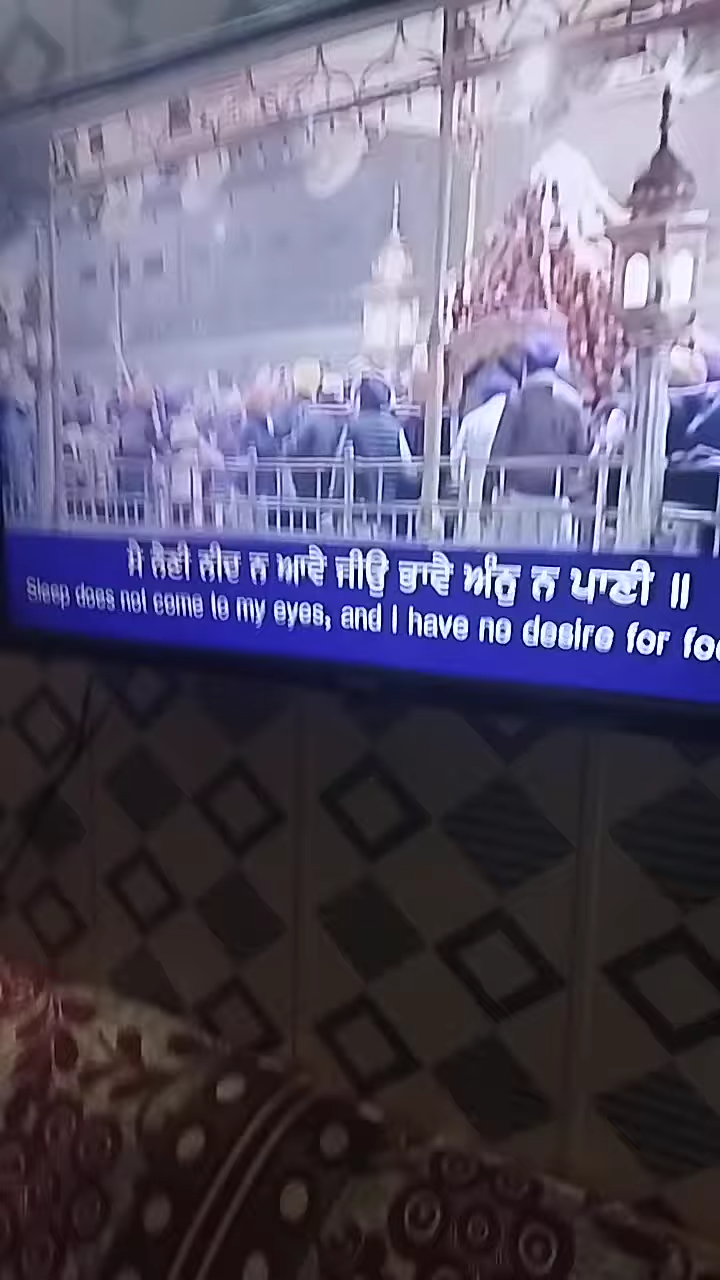 ਮੈ ਨੈਣੀ ਨੀਦ ਨ ਆਵੈ ਜੀਉ ਭਾਵੈ ਅੰਨੁ ਨ ਪਾਣੀ ॥
Sleep does not come to my eyes, and I have no desire for